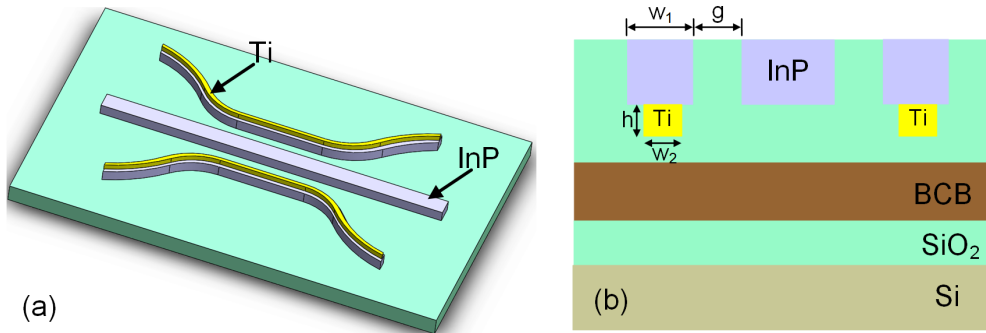 Ti
InP
(a)
w₁
g
InP
h
Ti
Ti
w₂
BCB
SiO₂
Si
(b)